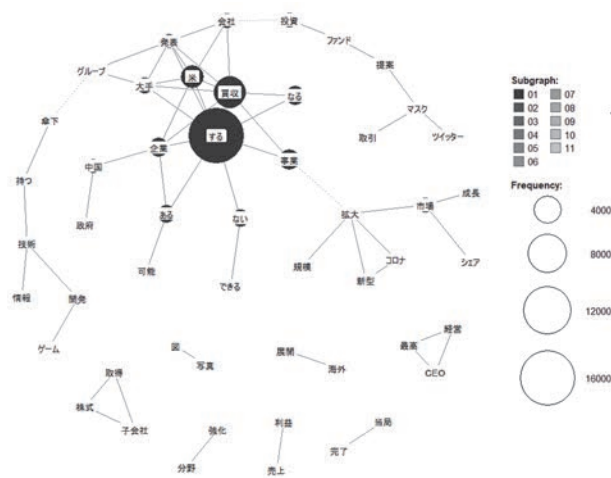 会社
投資
発表
ファンド
グループ
米
提案
大手
買収
なる
傘下
マスク
する
取引
ツイッター
企業
事業
中国
持つ
ある
ない
拡大
市場
成長
政府
技術
可能
できる
規模
コロナ
新型
シェア
情報
開発
ゲーム
図
写真
展開
海外
経営
最高
CEO
取得
株式
子会社
強化
分野
利益
売上
当局
完了
Subgraph:
01 07
02 08
03 09
04 10
05 11
06
Frequency:
4000
8000
12000
16000